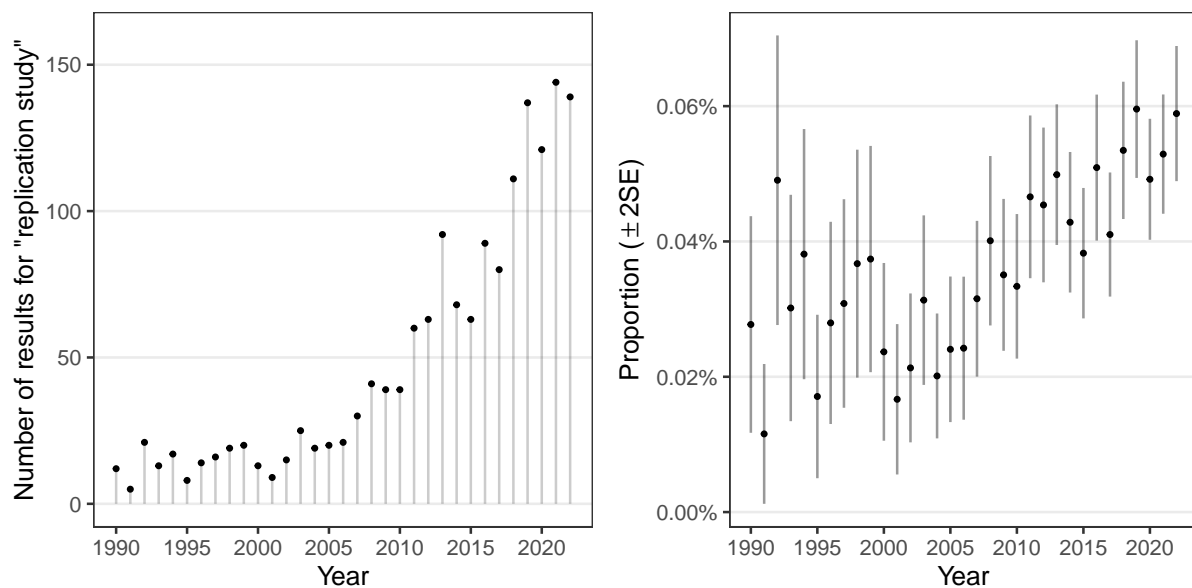 Number of results for "replication study"
150
100
50
0
1990 1995 2000 2005 2010 2015 2020
Year
Proportion (± 2SE)
0.06%
0.04%
0.02%
0.00%
1990 1995 2000 2005 2010 2015 2020
Year